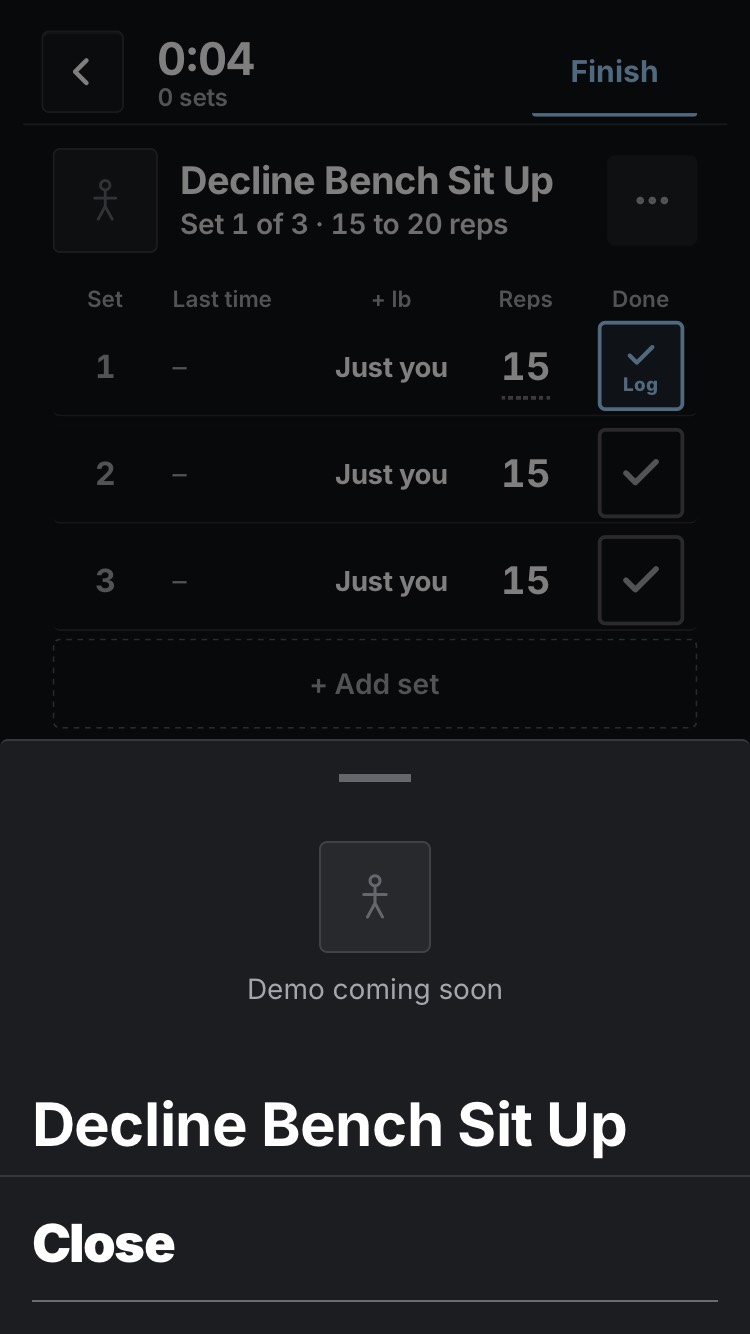 0:04
0 sets
Finish
Decline Bench Sit Up
Set 1 of 3 · 15 to 20 reps
Set Last time + lb Reps Done
1 – Just you 15 Log
2 – Just you 15
3 – Just you 15
+ Add set
Demo coming soon
Decline Bench Sit Up
Close